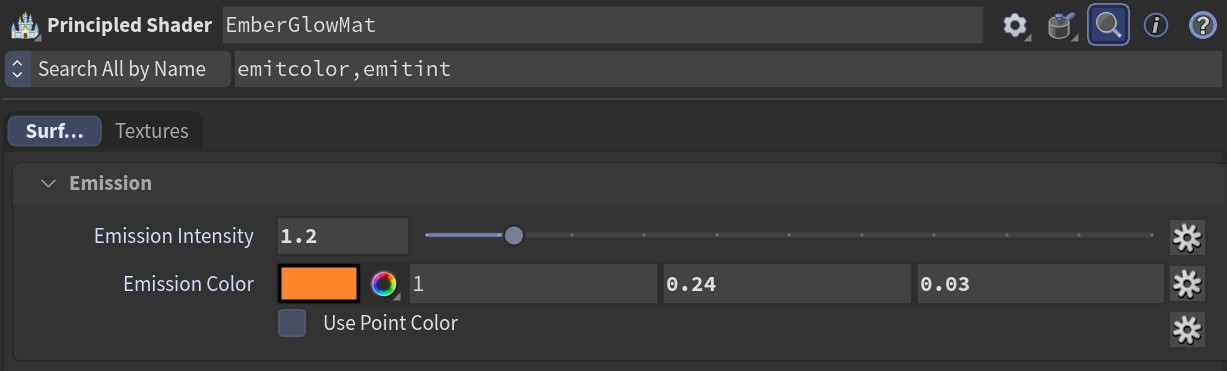 Principled Shader EmberGlowMat
Search All by Name emitcolor,emitint
Surf... Textures
Emission
Emission Intensity 1.2
Emission Color 1 0.24 0.03
Use Point Color